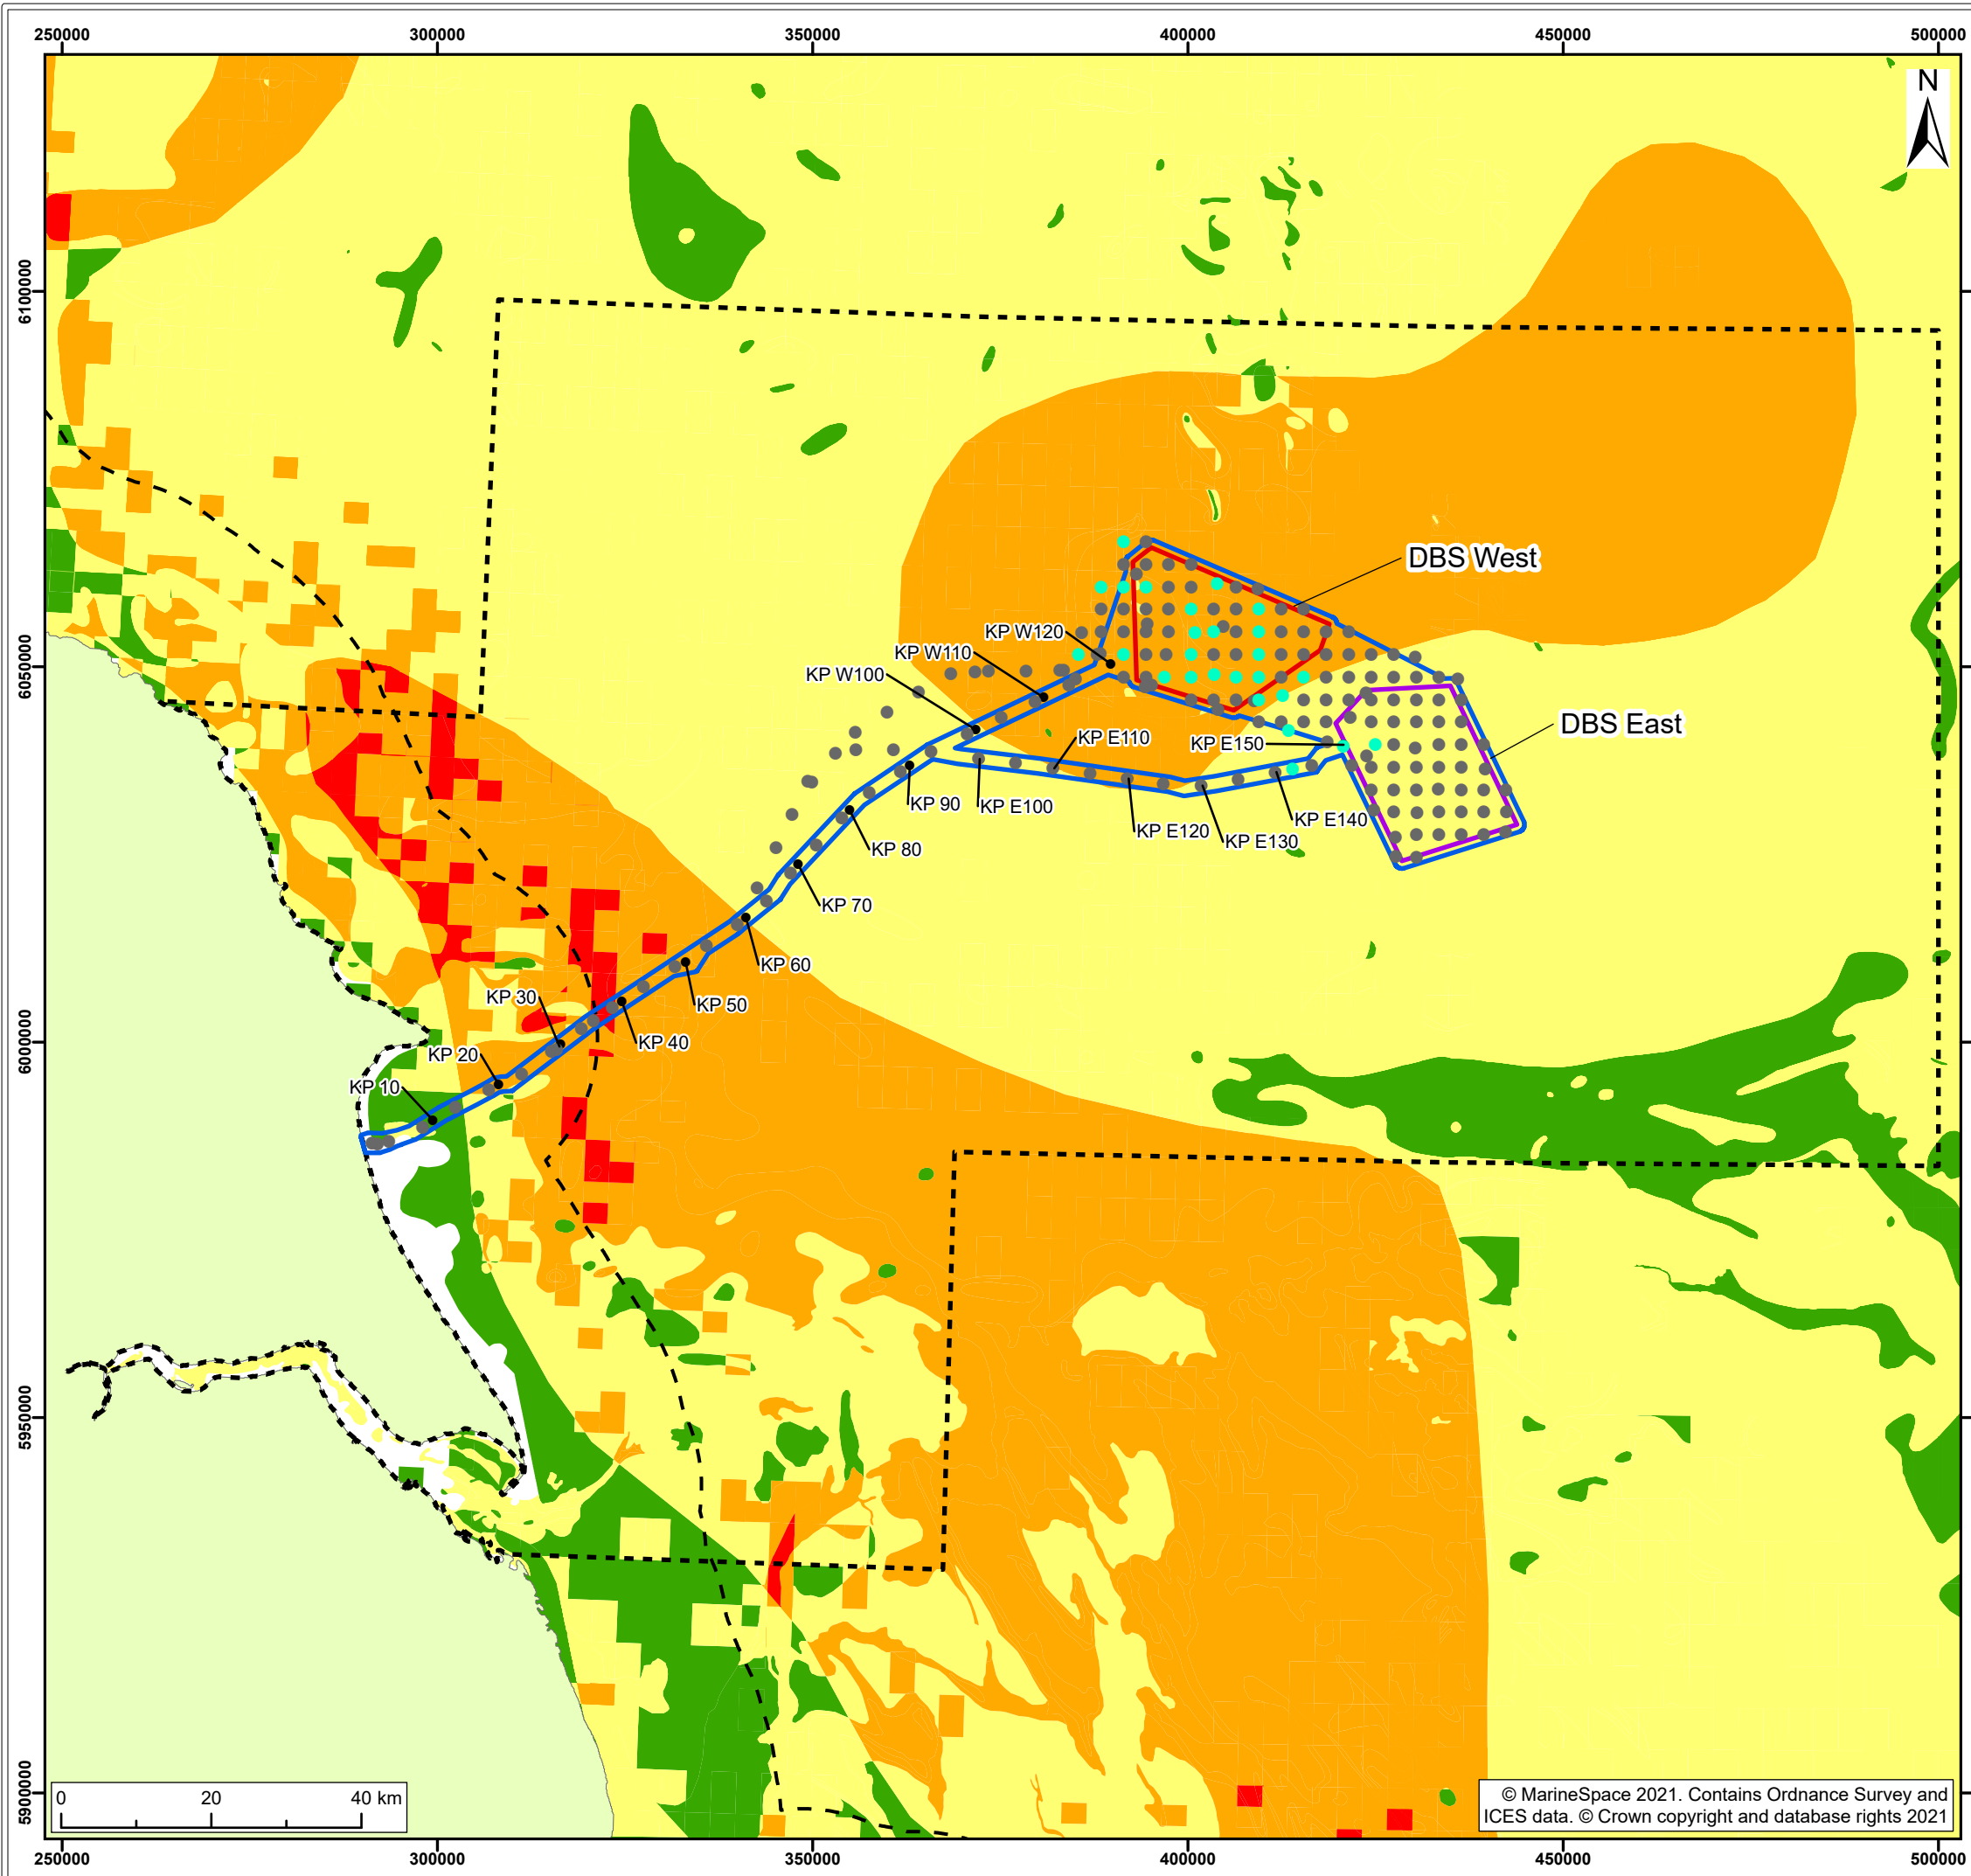 250000
300000
350000
400000
450000
500000
N
6100000
DBS West
KP W120
6050000
KP W110
KP W100
DBS East
KP E110
KP E150
KP 90
KP E100
KP E140
KP E120
KP E130
KP 80
KP 70
KP 60
KP 30
KP 50
KP 40
6000000
KP 20
KP 10
5950000
5900000
0 20 40 km
© MarineSpace 2021. Contains Ordnance Survey and
ICES data. © Crown copyright and database rights 2021
250000
300000
350000
400000
450000
500000